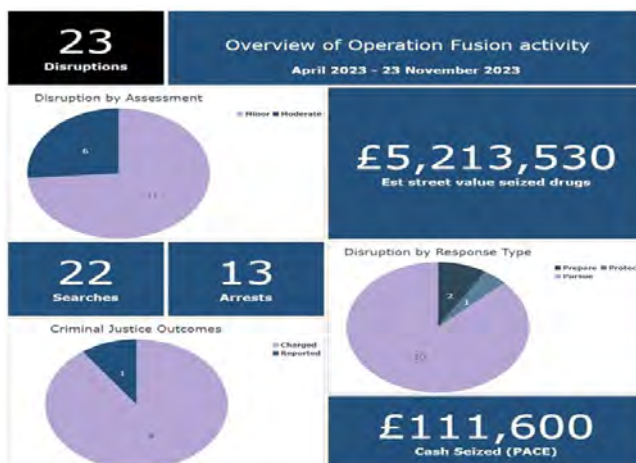 23
Disruptions
Overview of Operation Fusion activity
April 2023 - 23 November 2023
Disruption by Assessment
Minor Moderate
6
£5,213,530
Est street value seized drugs
22
Searches
13
Arrests
Disruption by Response Type
Prepare Protec
Pursue
2
1
Criminal Justice Outcomes
Charged
Reported
1
£111,600
Cash Seized (PACE)